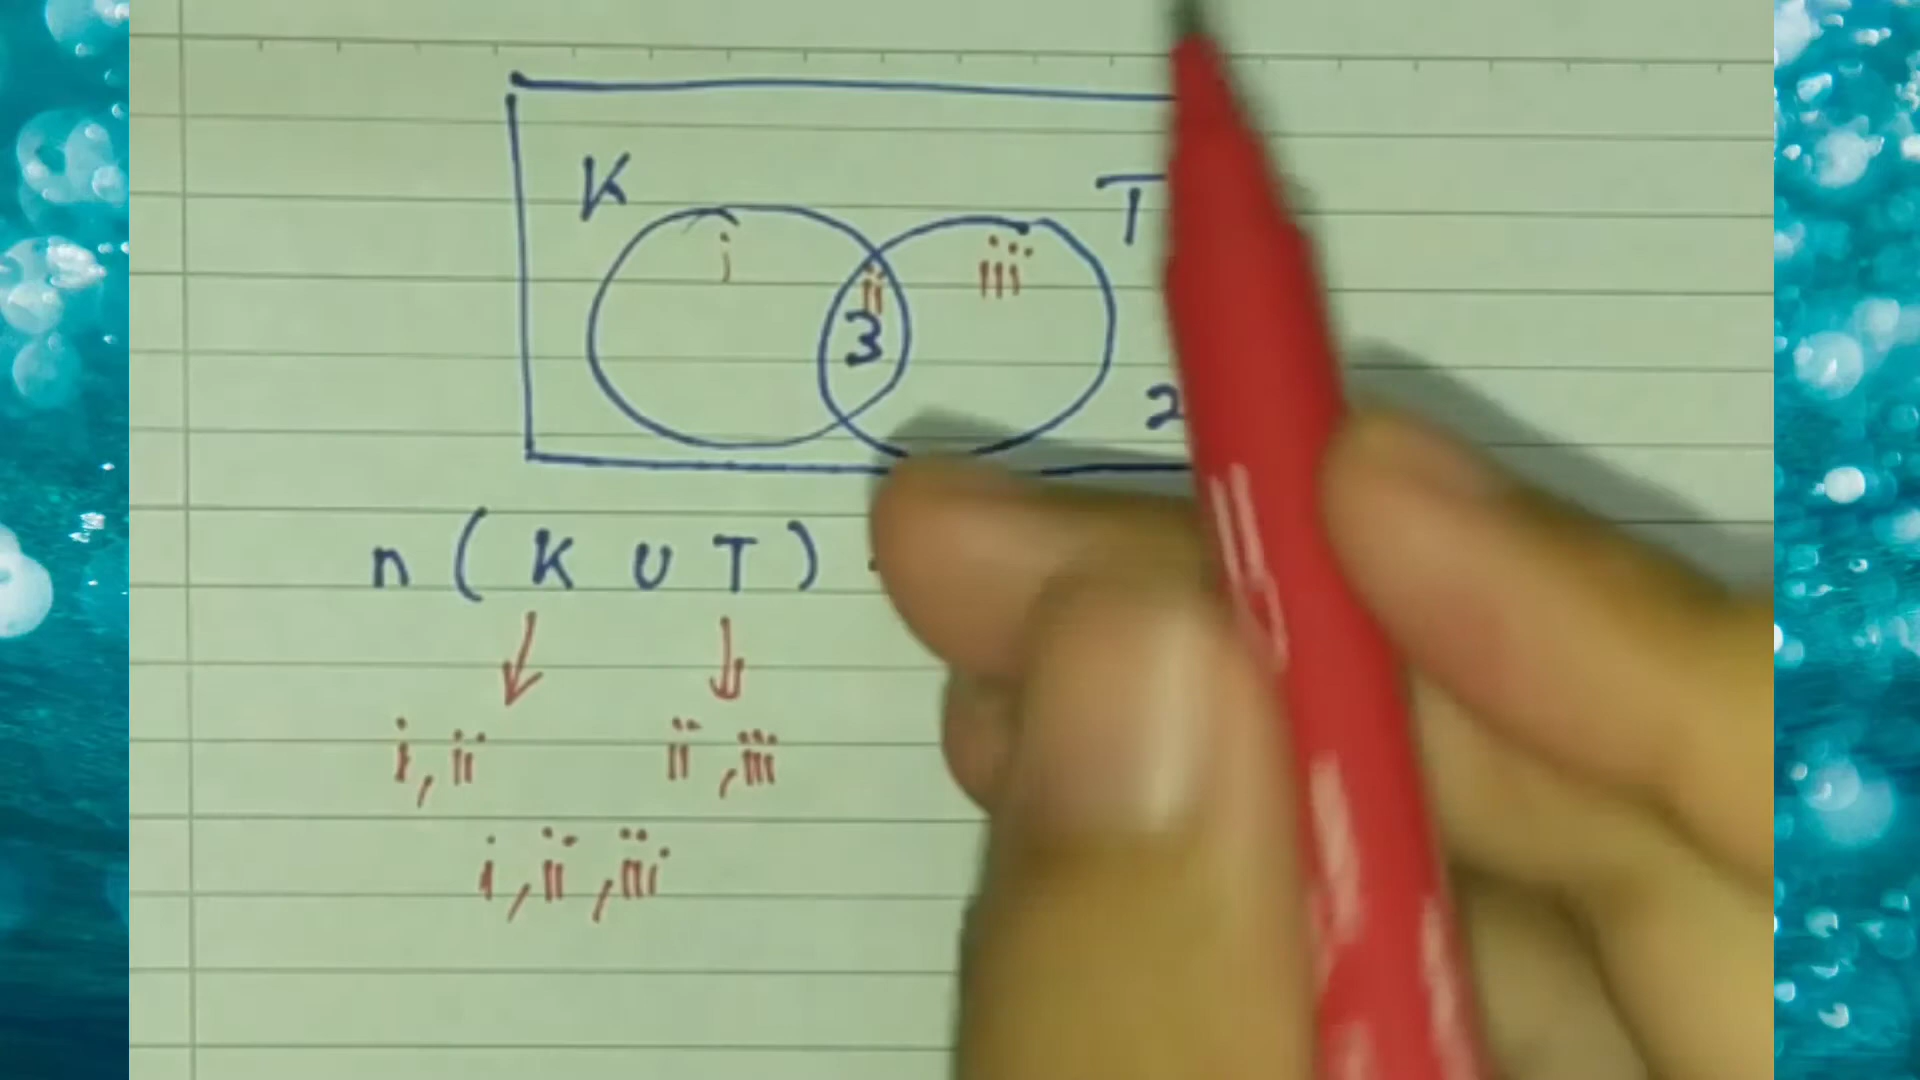 K T
i ii iii
3
2
n ( K ∪ T )
i, ii ii, iii
i, ii, iii